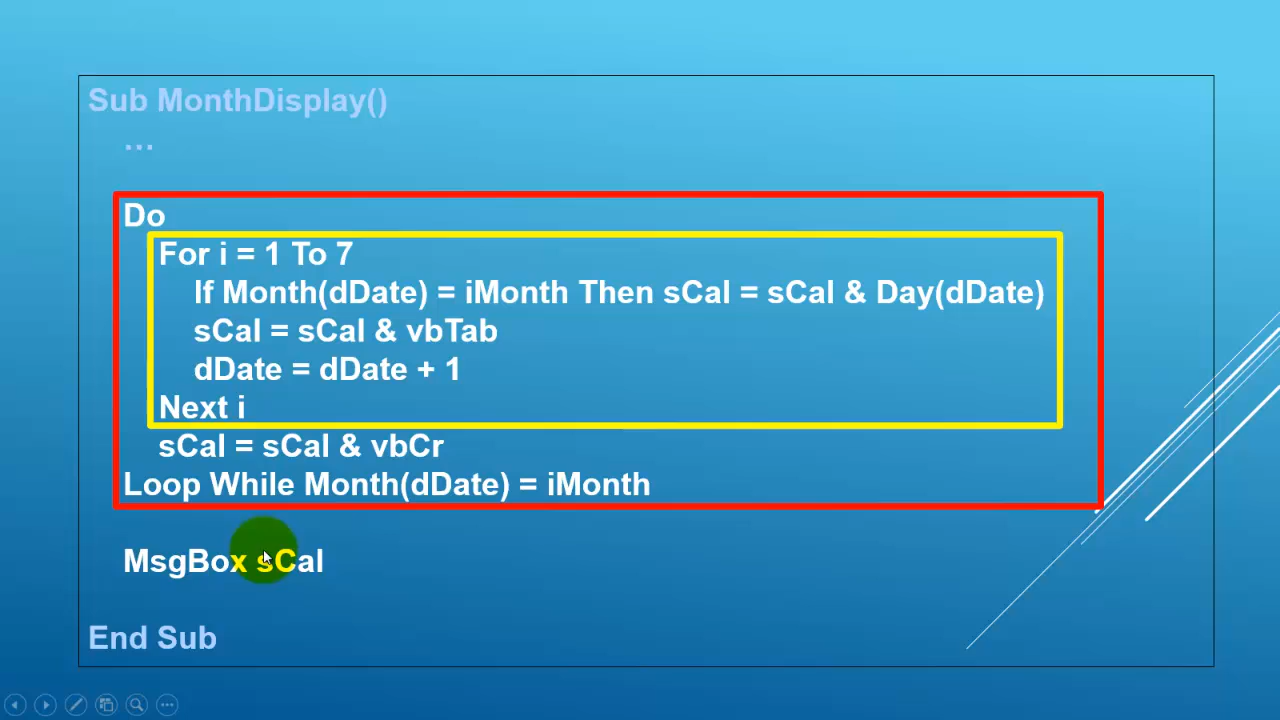 Sub MonthDisplay()
...
Do
For i = 1 To 7
If Month(dDate) = iMonth Then sCal = sCal & Day(dDate)
sCal = sCal & vbTab
dDate = dDate + 1
Next i
sCal = sCal & vbCr
Loop While Month(dDate) = iMonth
MsgBox sCal
End Sub